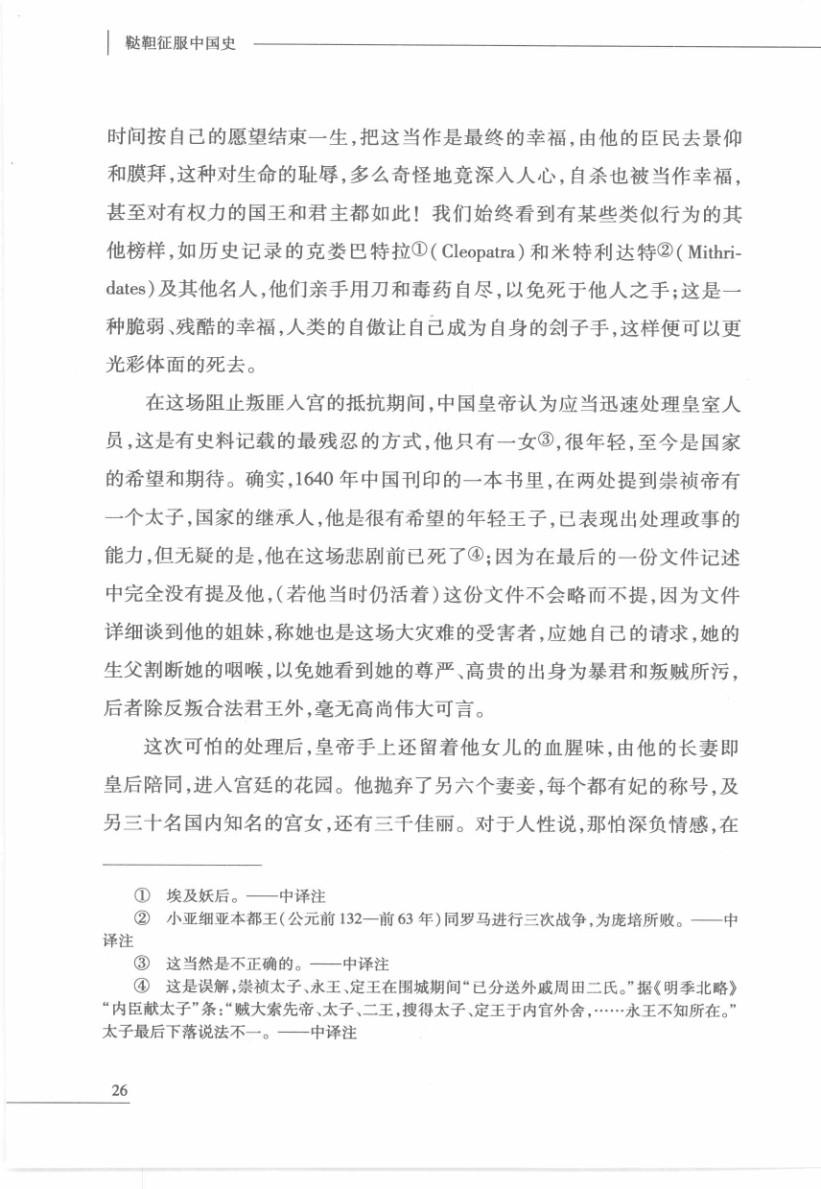 鞑靼征服中国史
时间按自己的愿望结束一生,把这当作是最终的幸福,由他的臣民去景仰
和膜拜,这种对生命的耻辱,多么奇怪地竟深入人心,自杀也被当作幸福,
甚至对有权力的国王和君主都如此!我们始终看到有某些类似行为的其
他榜样,如历史记录的克娄巴特拉①(Cleopatra)和米特利达特②(Mithri-
dates)及其他名人,他们亲手用刀和毒药自尽,以免死于他人之手;这是一
种脆弱、残酷的幸福,人类的自傲让自己成为自身的刽子手,这样便可以更
光彩体面的死去。
在这场阻止叛匪入宫的抵抗期间,中国皇帝认为应当迅速处理皇室人
员,这是有史料记载的最残忍的方式,他只有一女③,很年轻,至今是国家
的希望和期待。确实,1640 年中国刊印的一本书里,在两处提到崇祯帝有
一个太子,国家的继承人,他是很有希望的年轻王子,已表现出处理政事的
能力,但无疑的是,他在这场悲剧前已死了④;因为在最后的一份文件记述
中完全没有提及他,(若他当时仍活着)这份文件不会略而不提,因为文件
详细谈到他的姐妹,称她也是这场大灾难的受害者,应她自己的请求,她的
生父割断她的咽喉,以免她看到她的尊严、高贵的出身为暴君和叛贼所污,
后者除反叛合法君王外,毫无高尚伟大可言。
这次可怕的处理后,皇帝手上还留着他女儿的血腥味,由他的长妻即
皇后陪同,进入宫廷的花园。他抛弃了另六个妻妾,每个都有妃的称号,及
另三十名国内知名的宫女,还有三千佳丽。对于人性说,那怕深负情感,在
① 埃及妖后。——中译注
② 小亚细亚本都王(公元前 132—前 63 年)同罗马进行三次战争,为庞培所败。——中
译注
③ 这当然是不正确的。——中译注
④ 这是误解,崇祯太子、永王、定王在围城期间“已分送外戚周田二氏。”据《明季北略》
“内臣献太子”条:“贼大索先帝、太子、二王,搜得太子、定王于内官外舍,……永王不知所在。”
太子最后下落说法不一。——中译注
26